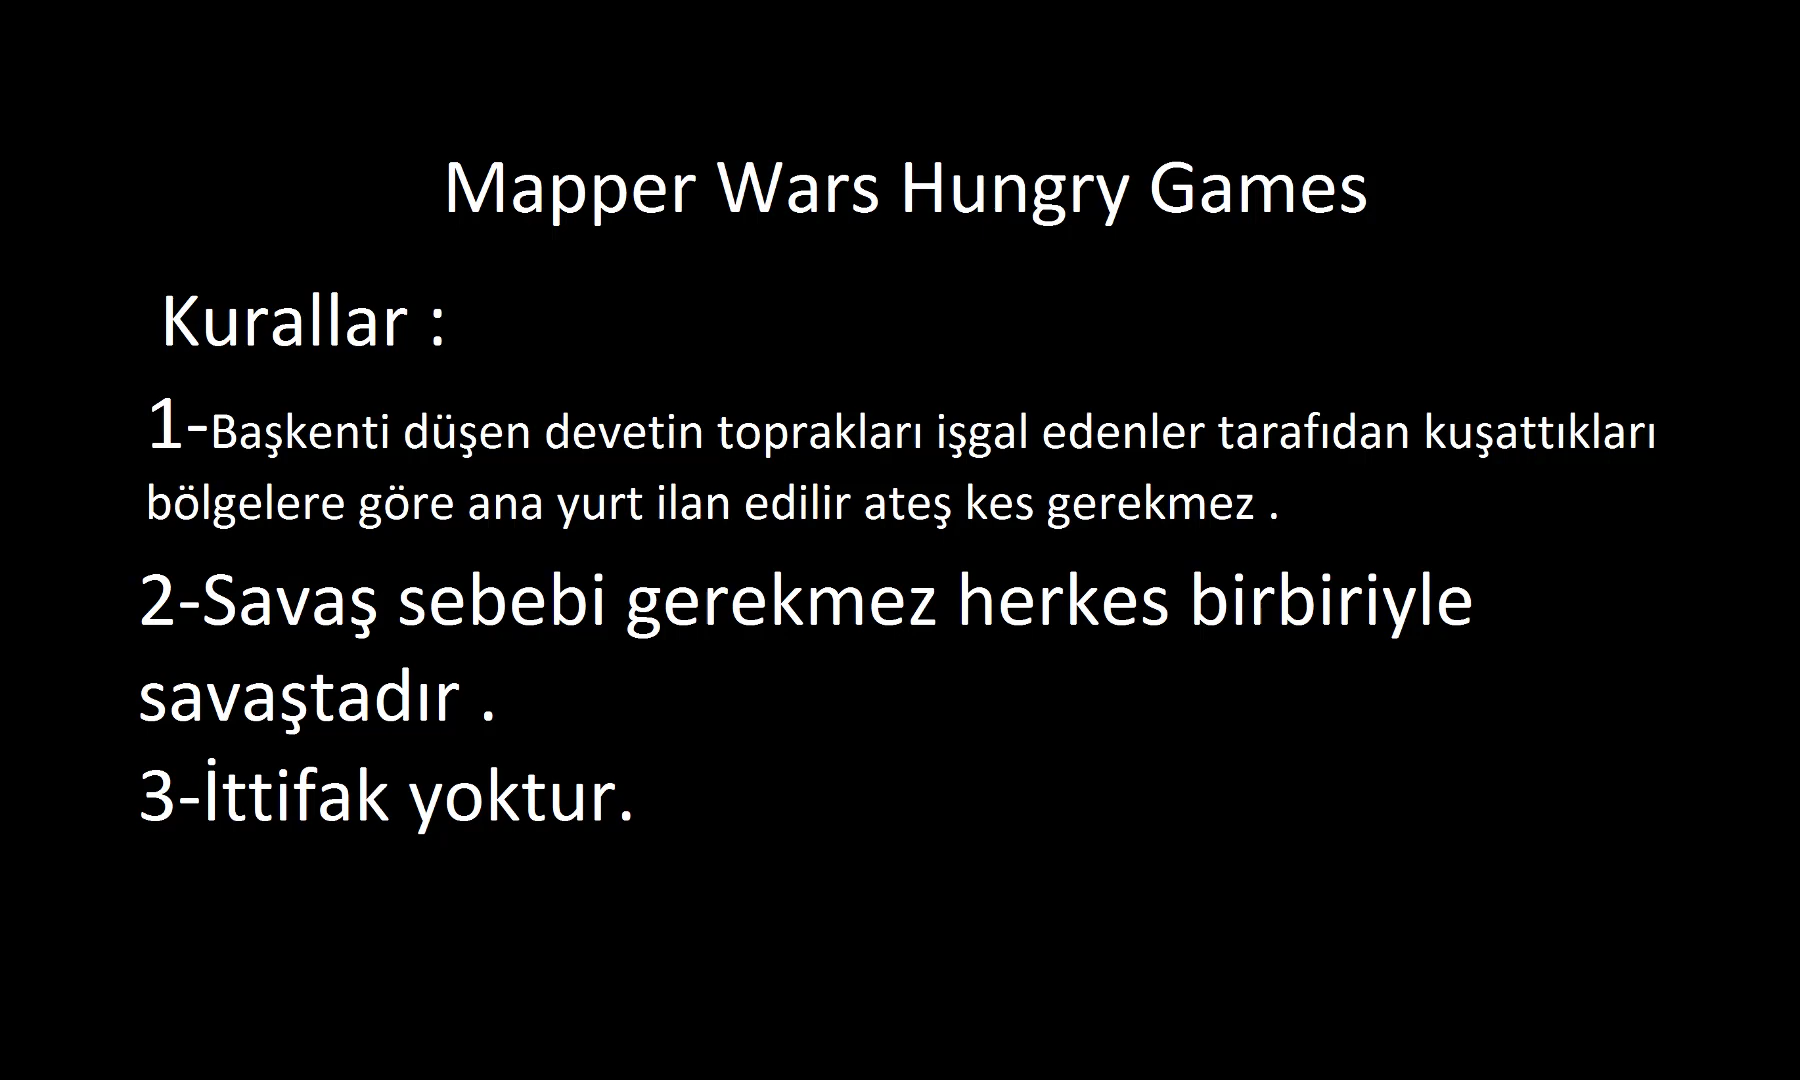 Mapper Wars Hungry Games
Kurallar :
1-Başkenti düşen devetin toprakları işgal edenler tarafıdan kuşattıkları
bölgelere göre ana yurt ilan edilir ateş kes gerekmez .
2-Savaş sebebi gerekmez herkes birbiriyle
savaştadır .
3-İttifak yoktur.